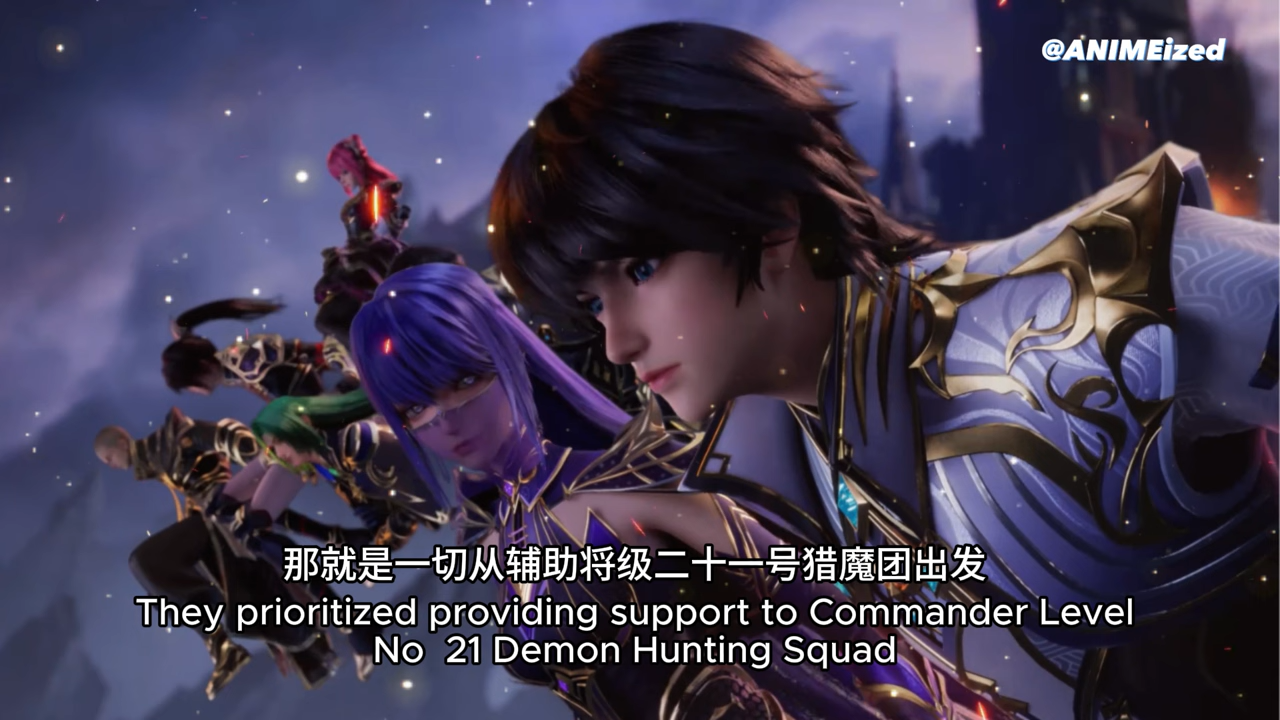 @ANIMEized
那就是一切从辅助将级二十一号猎魔团出发
They prioritized providing support to Commander Level
No  21 Demon Hunting Squad